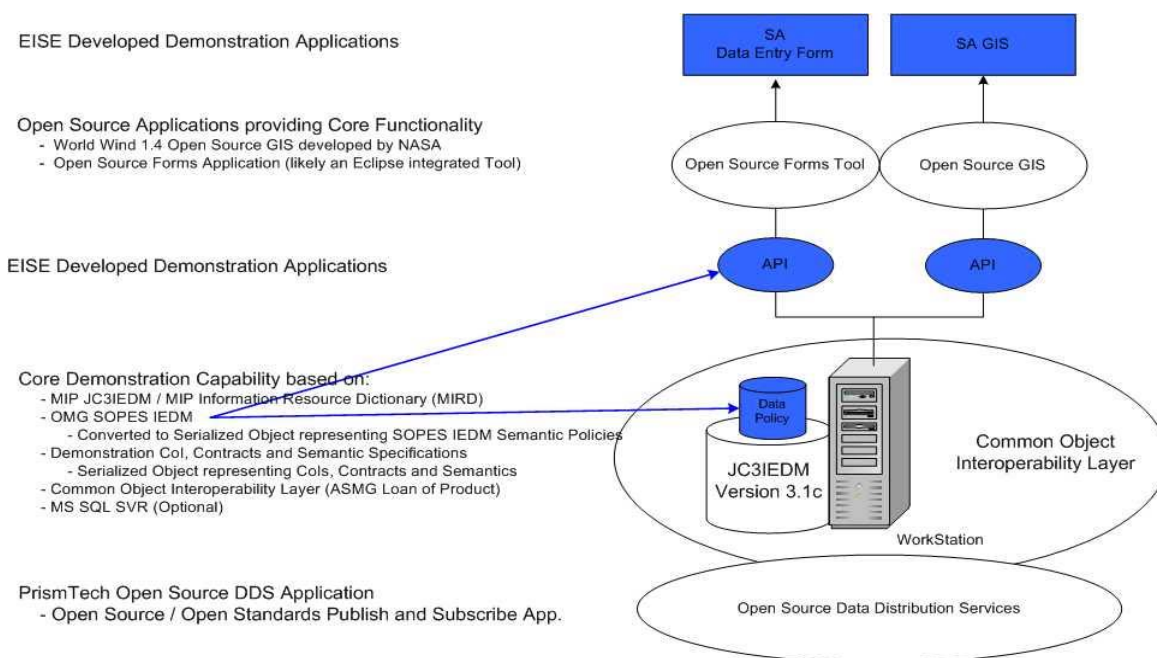 EISE Developed Demonstration Applications
SA
Data Entry Form
SA GIS
Open Source Applications providing Core Functionality
- World Wind 1.4 Open Source GIS developed by NASA
- Open Source Forms Application (likely an Eclipse integrated Tool)
Open Source Forms Tool
Open Source GIS
EISE Developed Demonstration Applications
API
API
Core Demonstration Capability based on:
- MIP JC3IEDM / MIP Information Resource Dictionary (MIRD)
- OMG SOPES IEDM
- Converted to Serialized Object representing SOPES IEDM Semantic Policies
- Demonstration CoI, Contracts and Semantic Specifications
- Serialized Object representing CoIs, Contracts and Semantics
- Common Object Interoperability Layer (ASMG Loan of Product)
- MS SQL SVR (Optional)
Data
Policy
JC3IEDM
Version 3.1c
Common Object
Interoperability Layer
WorkStation
PrismTech Open Source DDS Application
- Open Source / Open Standards Publish and Subscribe App.
Open Source Data Distribution Services